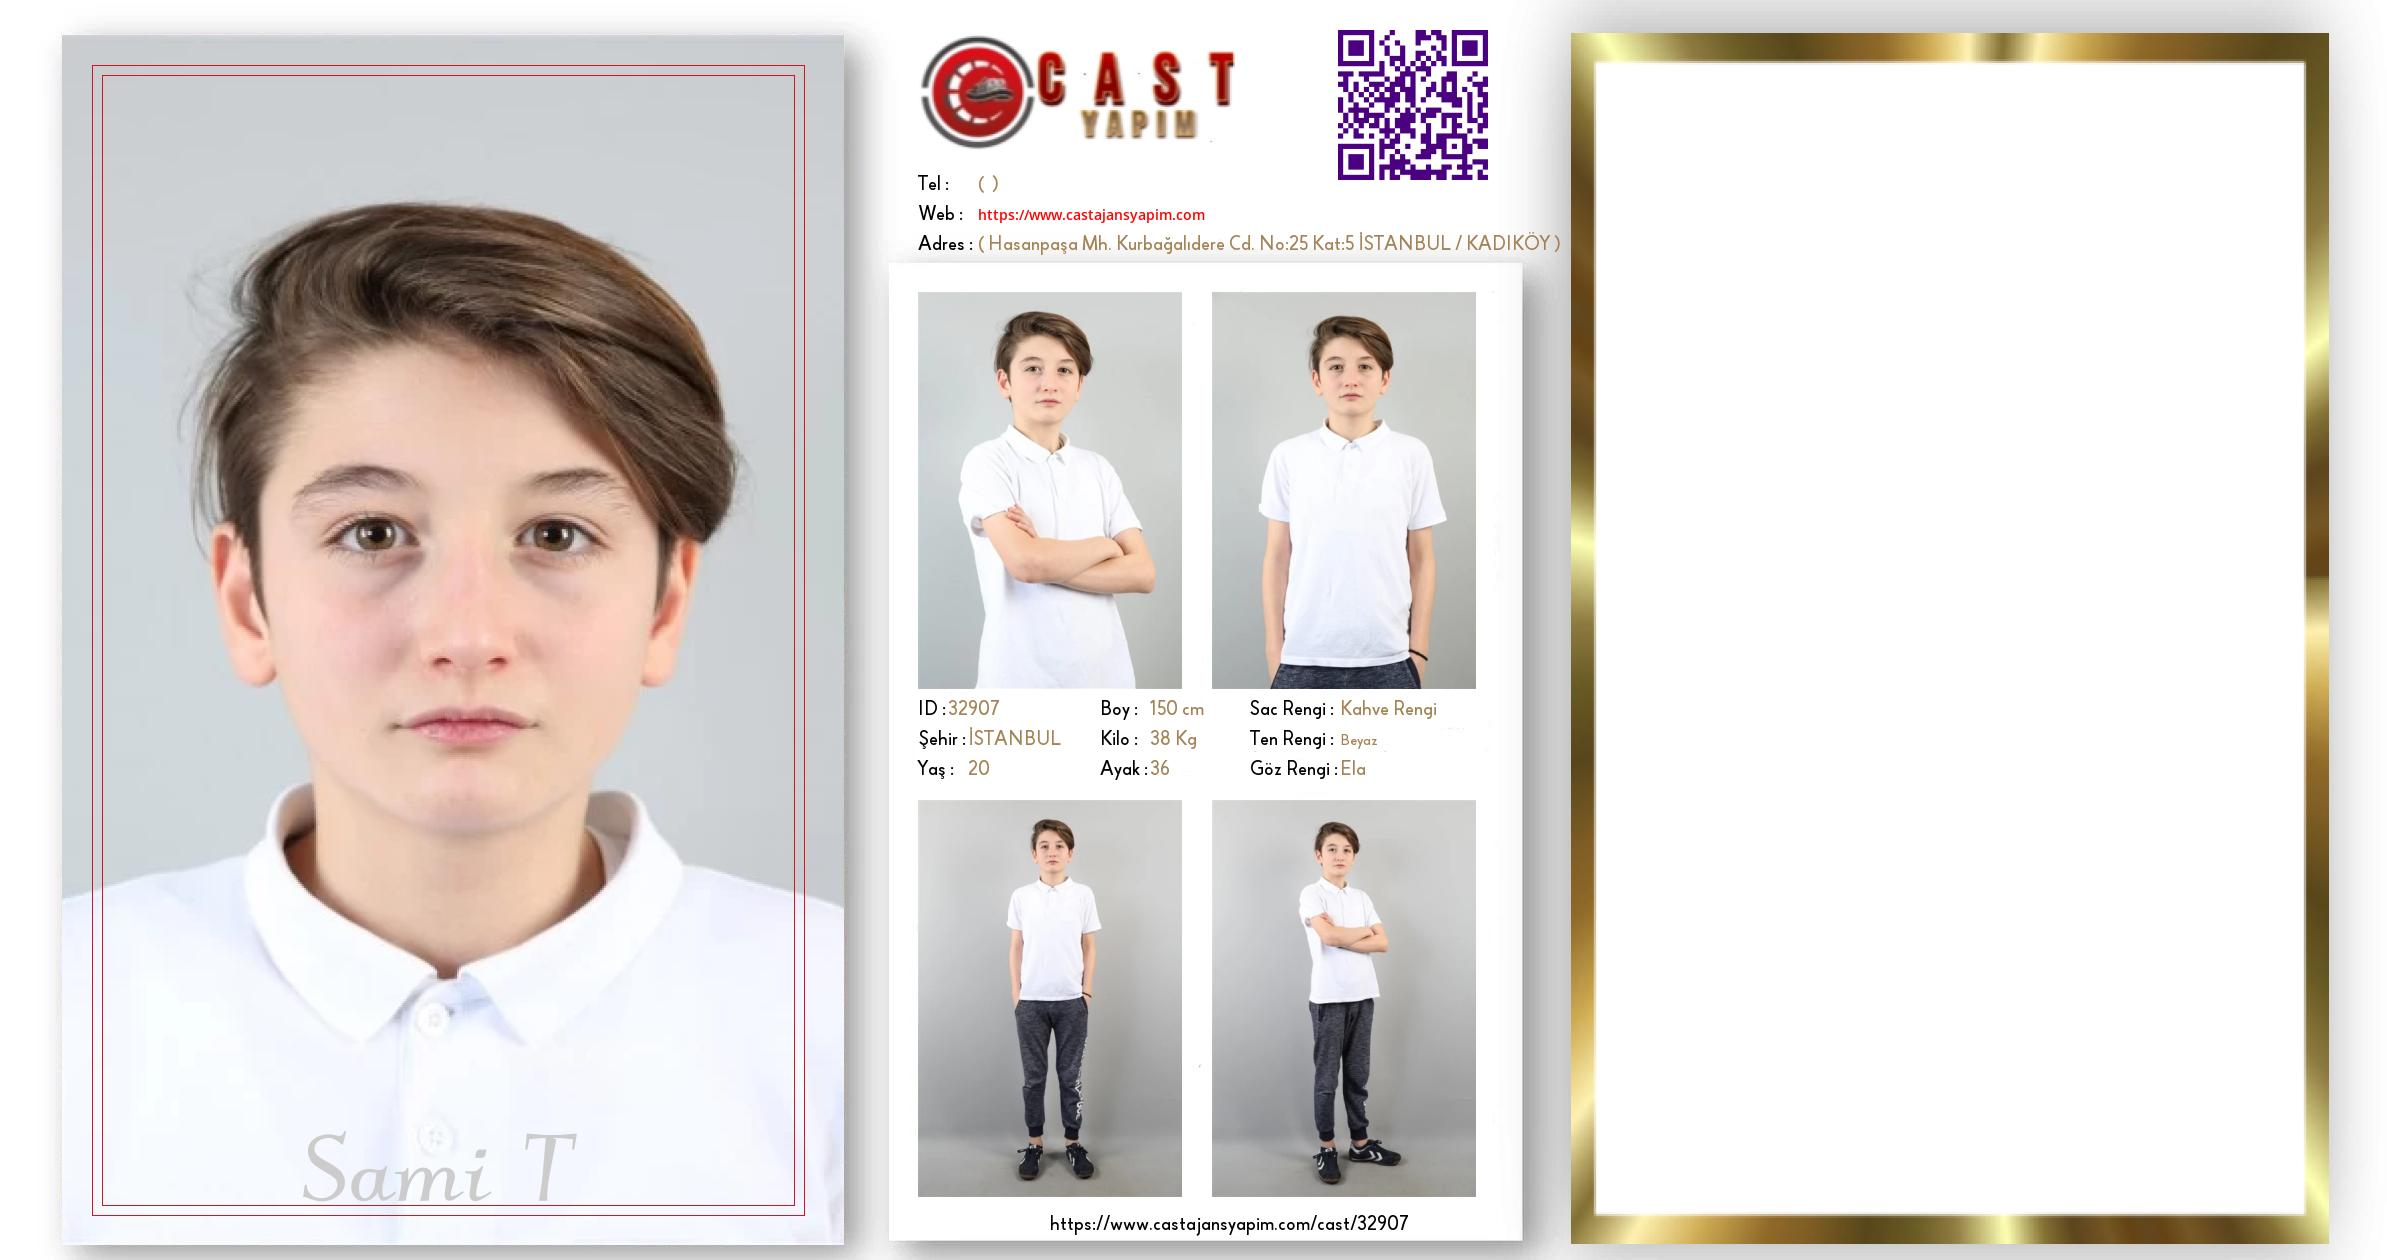 Sami T
CAST
YAPIM
Tel : ( )
Web : https://www.castajansyapim.com
Adres : ( Hasanpaşa Mh. Kurbağalıdere Cd. No:25 Kat:5 İSTANBUL / KADIKÖY )
ID : 32907 Boy : 150 cm Sac Rengi : Kahve Rengi
Şehir : İSTANBUL Kilo : 38 Kg Ten Rengi : Beyaz
Yaş : 20 Ayak : 36 Göz Rengi : Ela
https://www.castajansyapim.com/cast/32907